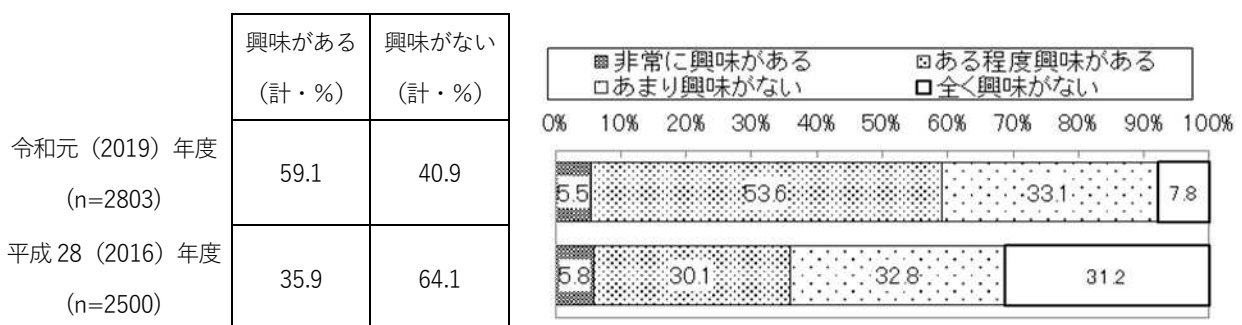 興味がある
(計・%)
興味がない
(計・%)
令和元（2019）年度
(n=2803)
59.1
40.9
平成 28（2016）年度
(n=2500)
35.9
64.1
非常に興味がある
ある程度興味がある
あまり興味がない
全く興味がない
0% 10% 20% 30% 40% 50% 60% 70% 80% 90% 100%
5.5 53.6 33.1 7.8
5.8 30.1 32.8 31.2